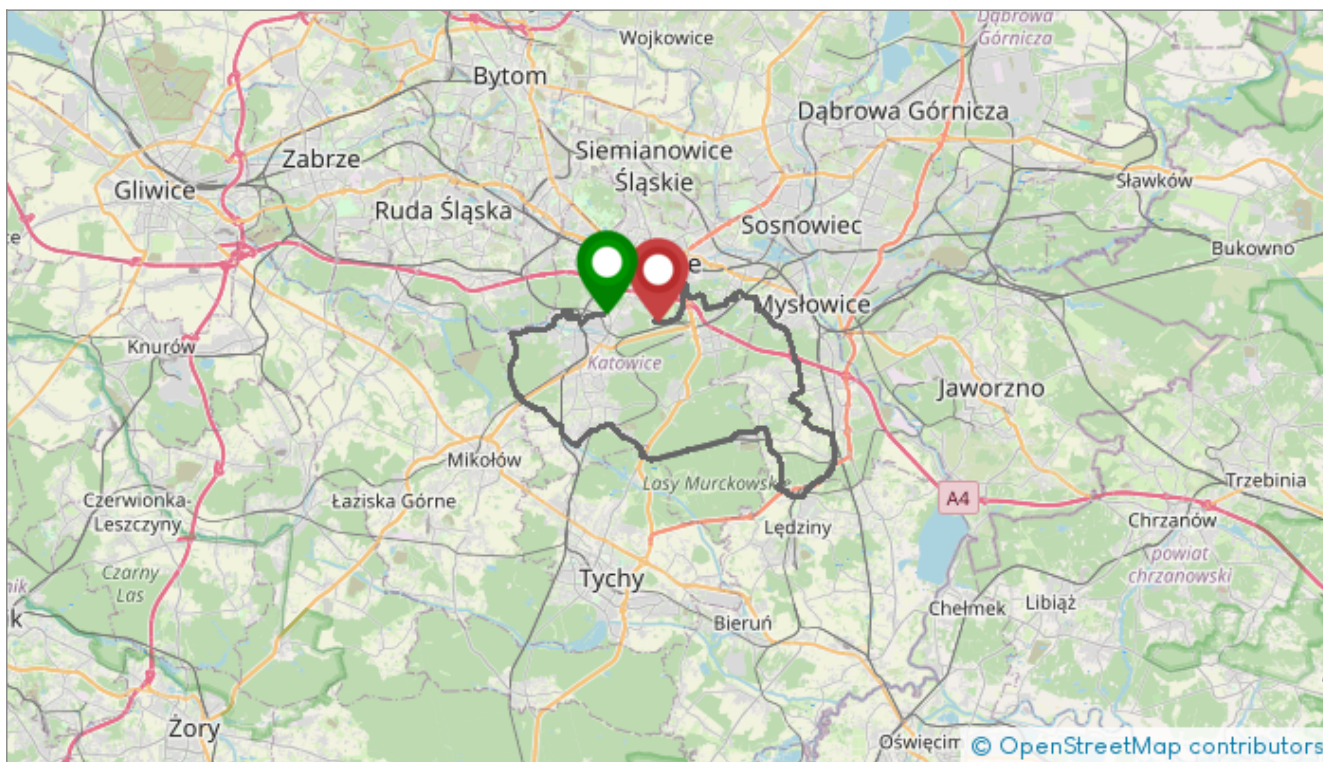 Dąbrowa
Górnicza
Wojkowice
Bytom
Dąbrowa Górnicza
Siemianowice
Śląskie
Zabrze
Sławków
Gliwice
Ruda Śląska
Sosnowiec
Bukowno
Mysłowice
Knurów
Katowice
Jaworzno
Mikołów
Lasy Murckowskie
Trzebinia
Czerwionka-
Leszczyny
Łaziska Górne
A4
Lędziny
Chrzanów
powiat
chrzanowski
Czarny
Las
Tychy
Chełmek
Libiąż
Bieruń
Żory
Oświęcim
© OpenStreetMap contributors